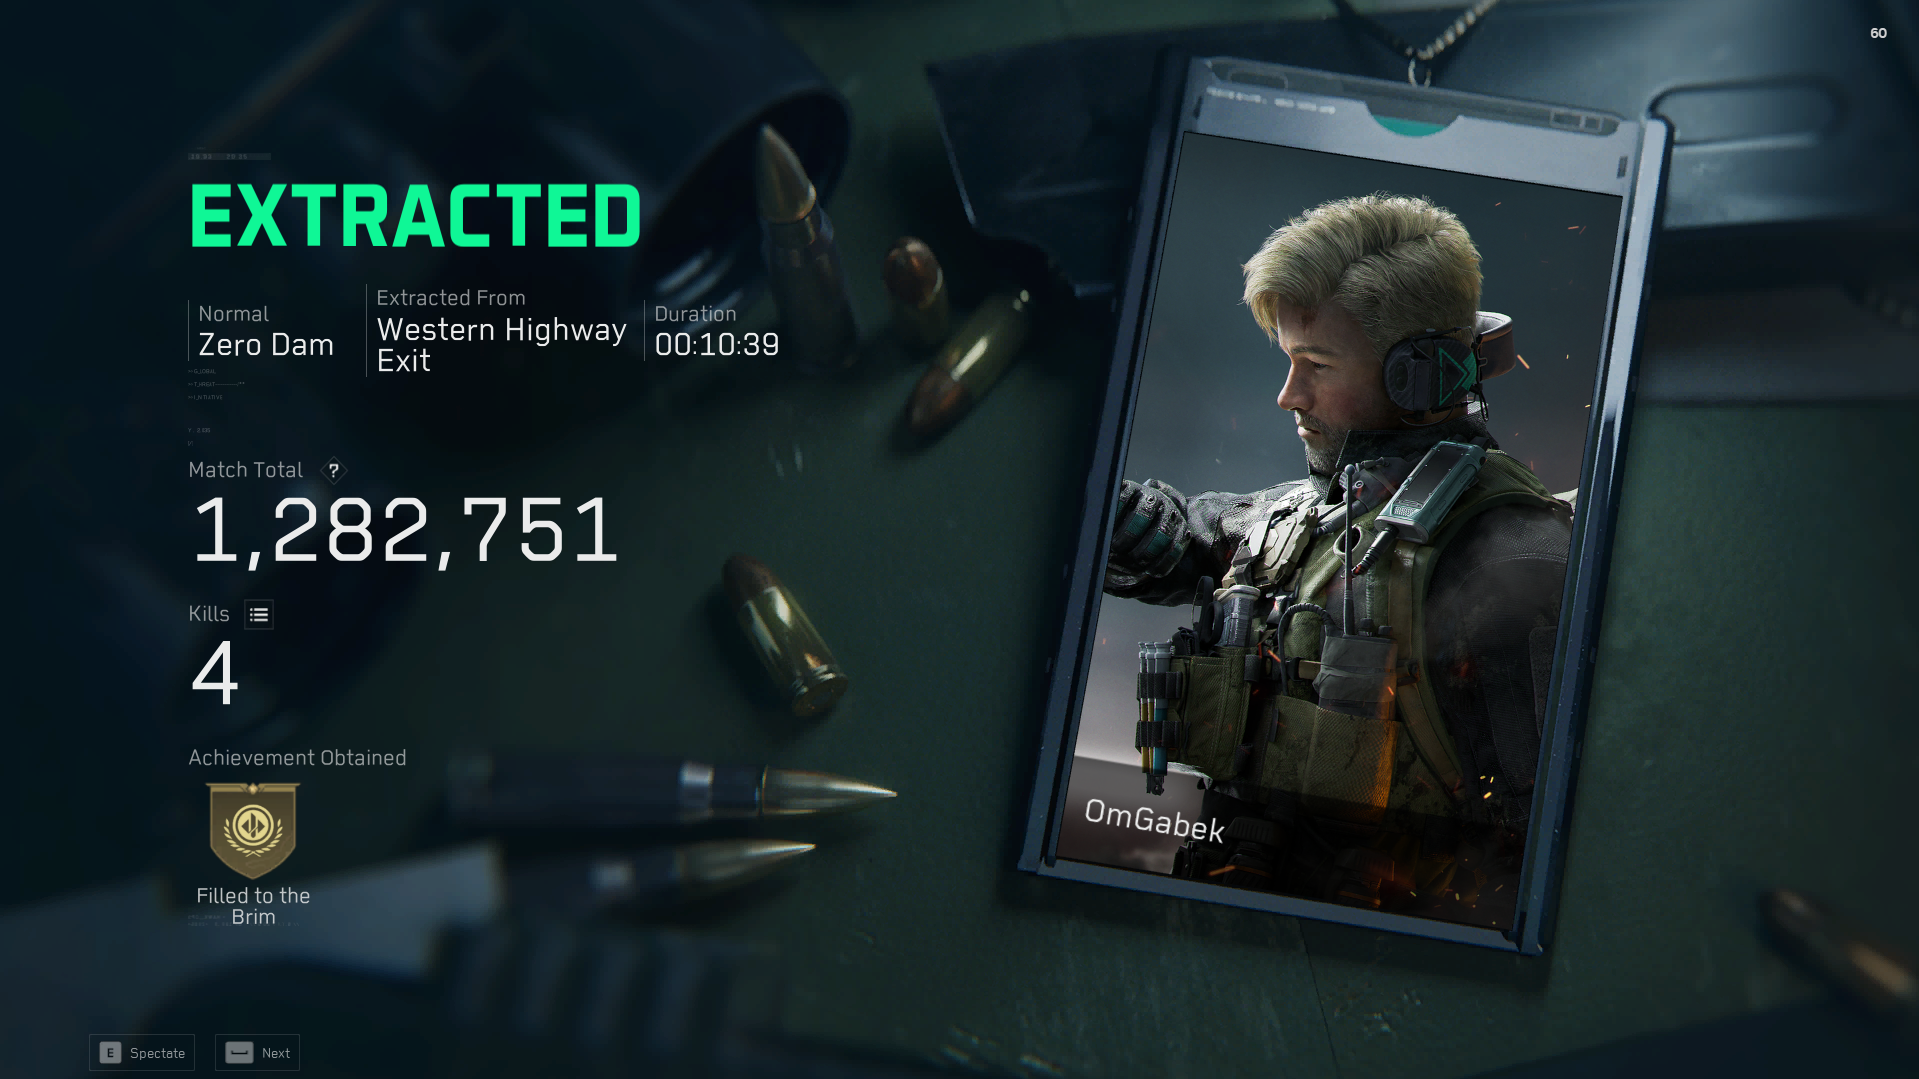 60
EXTRACTED
Normal
Zero Dam
Extracted From
Western Highway
Exit
Duration
00:10:39
Match Total ?
1,282,751
Kills
4
Achievement Obtained
Filled to the
Brim
OmGabek
E Spectate
Next